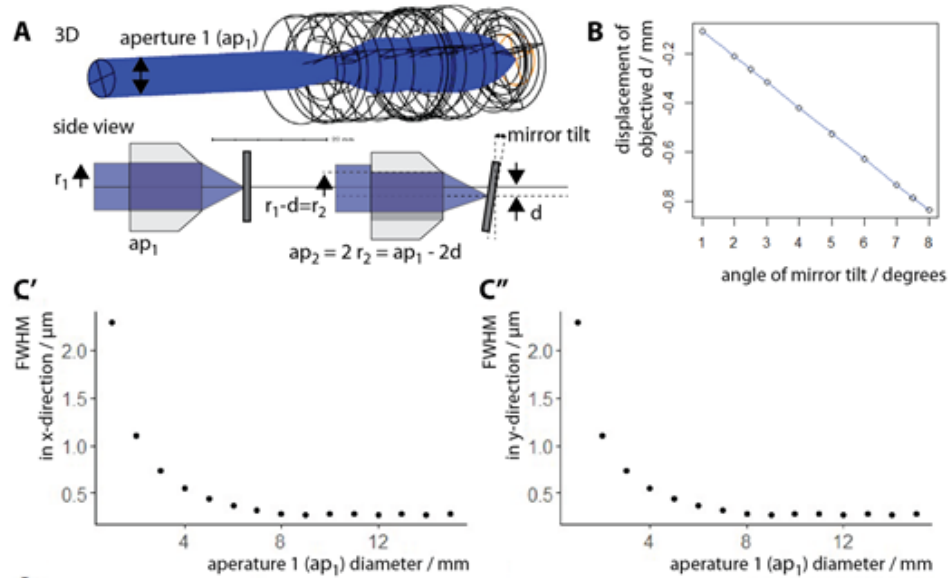 A
3D
aperture 1 (ap1)
side view
r1
ap1
mirror tilt
r1-d=r2
d
ap2 = 2 r2 = ap1 - 2d
B
displacement of
objective d / mm
-0.2
-0.4
-0.6
-0.8
1 2 3 4 5 6 7 8
angle of mirror tilt / degrees
C'
FWHM
in x-direction / µm
2.0
1.5
1.0
0.5
4 8 12
aperature 1 (ap1) diameter / mm
C"
FWHM
in y-direction / µm
2.0
1.5
1.0
0.5
4 8 12
aperature 1 (ap1) diameter / mm